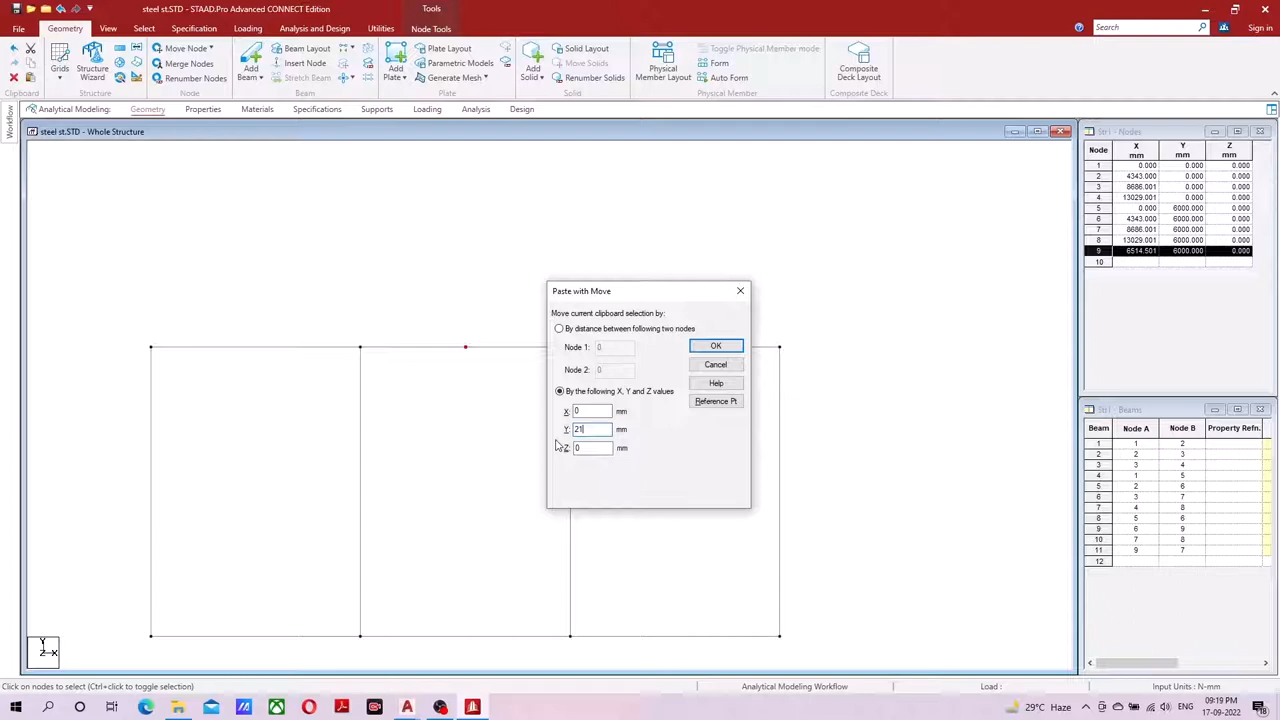 steel st.STD - STAAD.Pro Advanced CONNECT Edition
Tools
File
Geometry
View
Select
Specification
Loading
Analysis and Design
Utilities
Node Tools
Search
Sign in
Grids
Structure Wizard
Move Node
Merge Nodes
Renumber Nodes
Add Beam
Beam Layout
Insert Node
Stretch Beam
Add Plate
Plate Layout
Parametric Models
Generate Mesh
Add Solid
Solid Layout
Move Solids
Renumber Solids
Physical Member Layout
Toggle Physical Member mode
Form
Auto Form
Composite Deck Layout
Clipboard
Structure
Node
Beam
Plate
Solid
Physical Member
Composite Deck
Workflow
Analytical Modeling:
Geometry
Properties
Materials
Specifications
Supports
Loading
Analysis
Design
steel st.STD - Whole Structure
Paste with Move
Move current clipboard selection by:
By distance between following two nodes
Node 1: 0
Node 2: 0
By the following X, Y and Z values
X: 0 mm
Y: 21 mm
Z: 0 mm
OK
Cancel
Help
Reference Pt
Y
Z X
Stri - Nodes
Node X mm Y mm Z mm
1 0.000 0.000 0.000
2 4343.000 0.000 0.000
3 8686.001 0.000 0.000
4 13029.001 0.000 0.000
5 0.000 6000.000 0.000
6 4343.000 6000.000 0.000
7 8686.001 6000.000 0.000
8 13029.001 6000.000 0.000
9 6514.501 6000.000 0.000
10
Stri - Beams
Beam Node A Node B Property Refn.
1 1 2
2 2 3
3 3 4
4 1 5
5 2 6
6 3 7
7 4 8
8 5 6
9 6 9
10 7 8
11 9 7
12
Click on nodes to select (Ctrl+click to toggle selection)
Analytical Modeling Workflow
Load :
Input Units : N-mm
29°C Haze
ENG
09:19 PM
17-09-2022
18